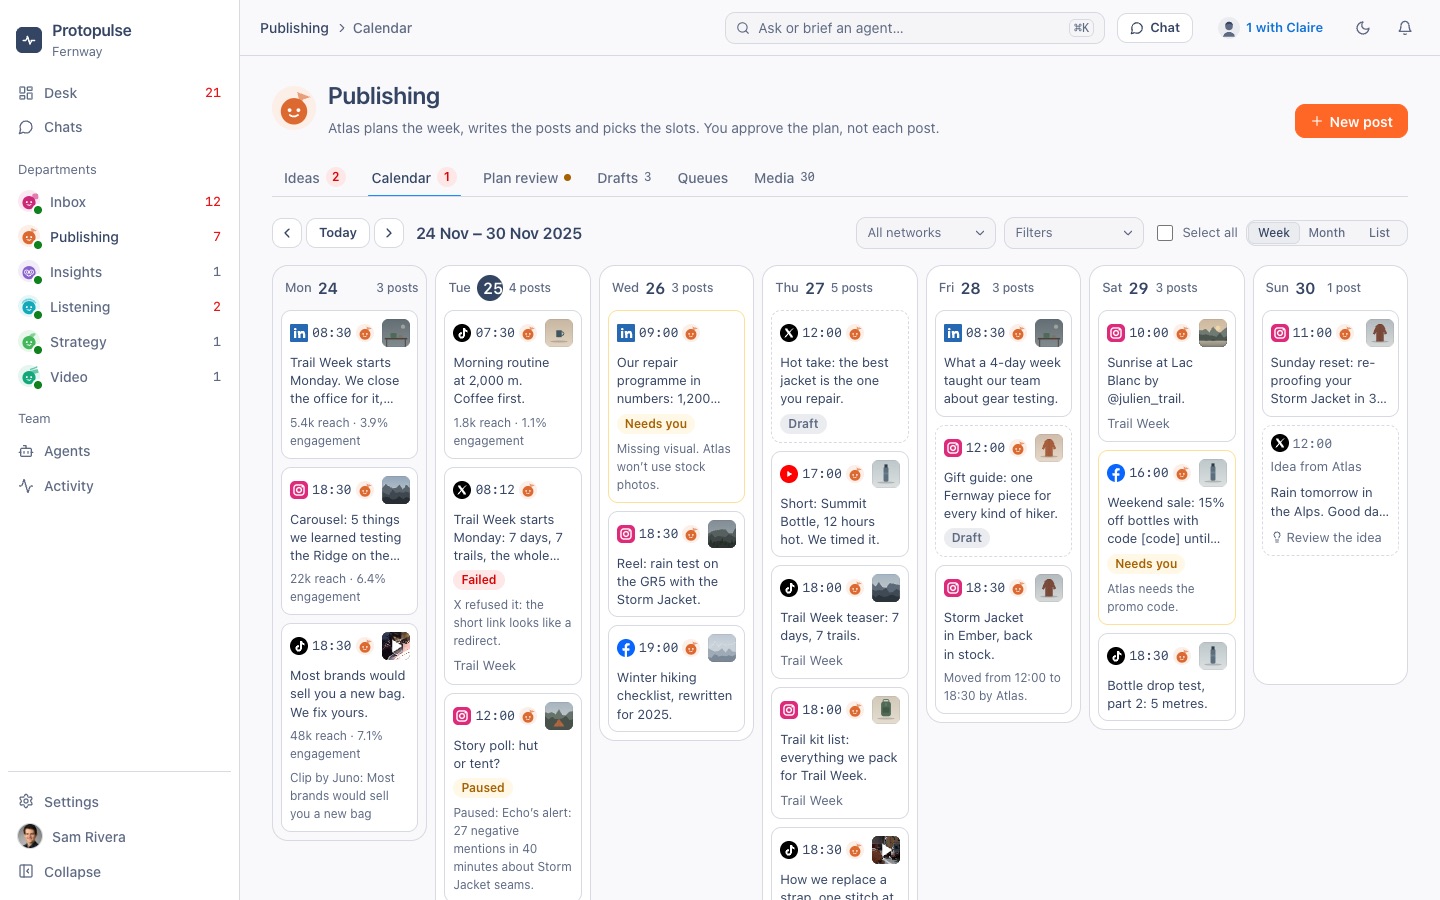 Protopulse
Fernway
Desk 21
Chats
Departments
Inbox 12
Publishing 7
Insights 1
Listening 2
Strategy 1
Video 1
Team
Agents
Activity
Settings
Sam Rivera
Collapse
Publishing > Calendar
Ask or brief an agent... ⌘K
Chat
1 with Claire
Publishing
Atlas plans the week, writes the posts and picks the slots. You approve the plan, not each post.
+ New post
Ideas 2
Calendar 1
Plan review
Drafts 3
Queues
Media 30
Today
24 Nov – 30 Nov 2025
All networks
Filters
Select all
Week
Month
List
Mon 24 3 posts
08:30
Trail Week starts
Monday. We close
the office for it,...
5.4k reach · 3.9%
engagement
18:30
Carousel: 5 things
we learned testing
the Ridge on the...
22k reach · 6.4%
engagement
18:30
Most brands would
sell you a new bag.
We fix yours.
48k reach · 7.1%
engagement
Clip by Juno: Most
brands would sell
you a new bag
Tue 25 4 posts
07:30
Morning routine
at 2,000 m.
Coffee first.
1.8k reach · 1.1%
engagement
08:12
Trail Week starts
Monday: 7 days, 7
trails, the whole...
Failed
X refused it: the
short link looks like a
redirect.
Trail Week
12:00
Story poll: hut
or tent?
Paused
Paused: Echo's alert:
27 negative
mentions in 40
minutes about Storm
Jacket seams.
Wed 26 3 posts
09:00
Our repair
programme in
numbers: 1,200...
Needs you
Missing visual. Atlas
won't use stock
photos.
18:30
Reel: rain test on
the GR5 with the
Storm Jacket.
19:00
Winter hiking
checklist, rewritten
for 2025.
Thu 27 5 posts
12:00
Hot take: the best
jacket is the one
you repair.
Draft
17:00
Short: Summit
Bottle, 12 hours
hot. We timed it.
18:00
Trail Week teaser: 7
days, 7 trails.
Trail Week
18:00
Trail kit list:
everything we pack
for Trail Week.
Trail Week
18:30
How we replace a
strap, one stitch at
Fri 28 3 posts
08:30
What a 4-day week
taught our team
about gear testing.
12:00
Gift guide: one
Fernway piece for
every kind of hiker.
Draft
18:30
Storm Jacket
in Ember, back
in stock.
Moved from 12:00 to
18:30 by Atlas.
Sat 29 3 posts
10:00
Sunrise at Lac
Blanc by
@julien_trail.
Trail Week
16:00
Weekend sale: 15%
off bottles with
code [code] until...
Needs you
Atlas needs the
promo code.
18:30
Bottle drop test,
part 2: 5 metres.
Sun 30 1 post
11:00
Sunday reset: re-
proofing your
Storm Jacket in 3...
12:00
Idea from Atlas
Rain tomorrow in
the Alps. Good da...
Review the idea